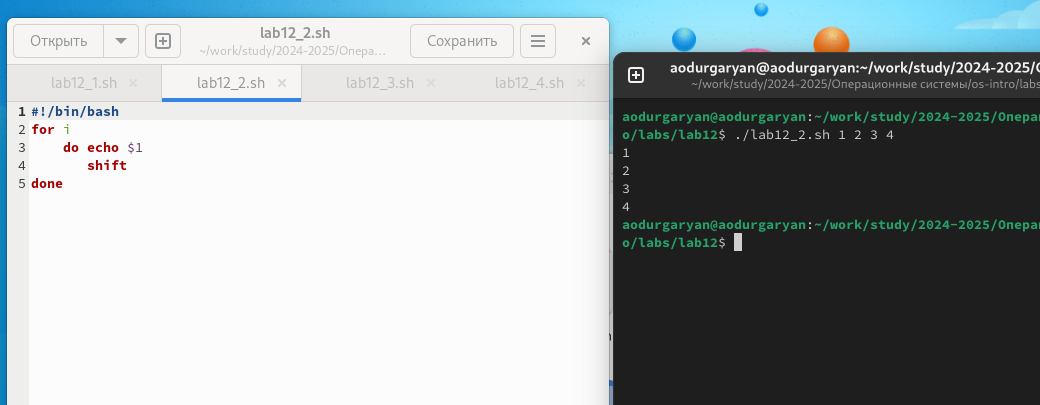 lab12_2.sh
Открыть
~/work/study/2024-2025/Опера…
Сохранить
lab12_1.sh
lab12_2.sh
lab12_3.sh
lab12_4.sh
1 #!/bin/bash
2 for i
3     do echo $1
4        shift
5 done
aodurgaryan@aodurgaryan:~/work/study/2024-2025/О
~/work/study/2024-2025/Операционные системы/os-intro/labs
aodurgaryan@aodurgaryan:~/work/study/2024-2025/Опера
o/labs/lab12$ ./lab12_2.sh 1 2 3 4
1
2
3
4
aodurgaryan@aodurgaryan:~/work/study/2024-2025/Опера
o/labs/lab12$